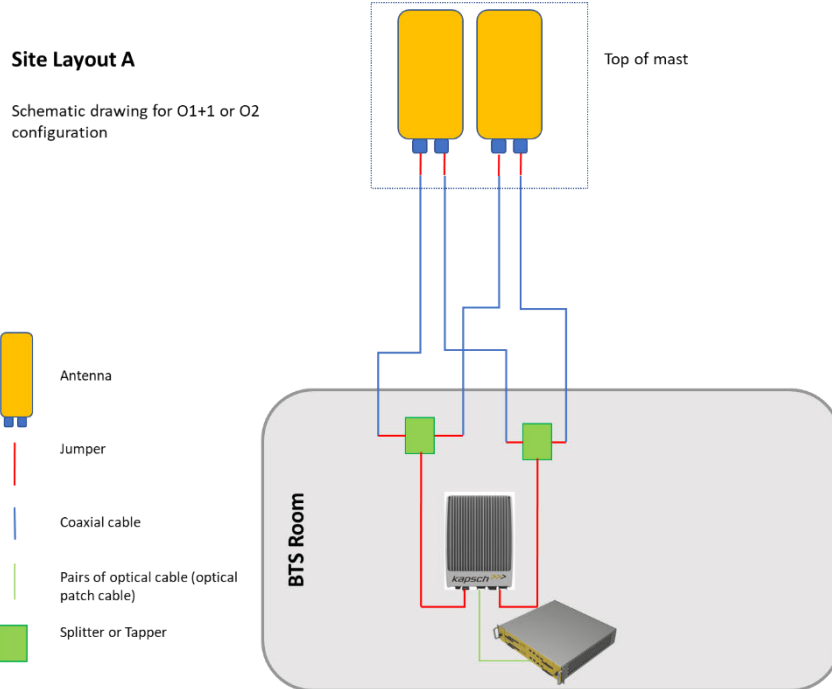 Site Layout A
Top of mast
Schematic drawing for O1+1 or O2
configuration
Antenna
Jumper
Coaxial cable
Pairs of optical cable (optical
patch cable)
Splitter or Tapper
BTS Room
kapsch >>>